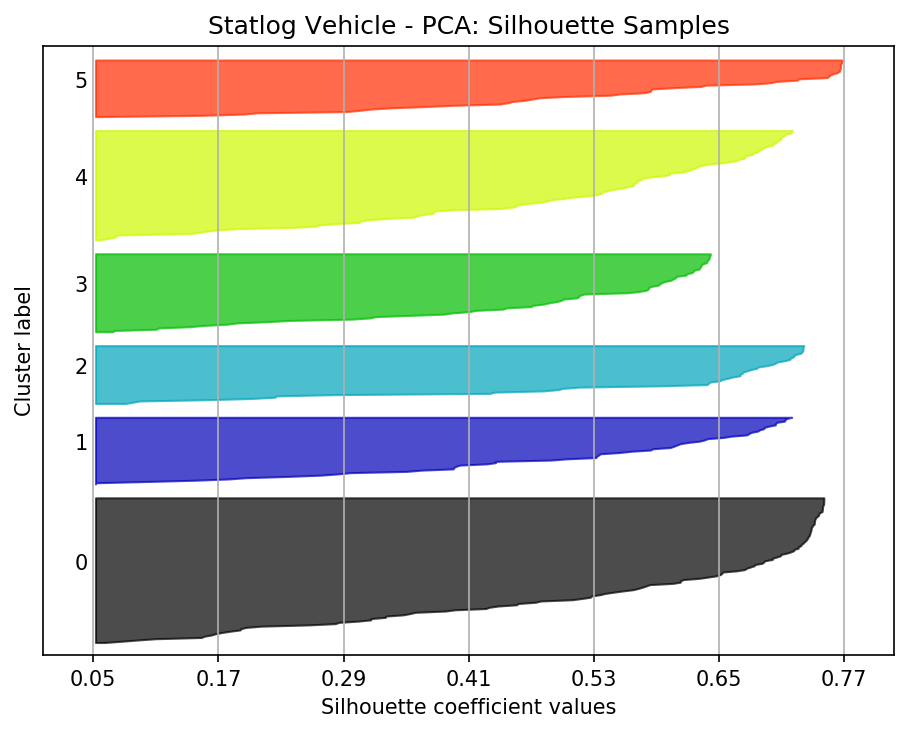 Statlog Vehicle - PCA: Silhouette Samples
Cluster label
5
4
3
2
1
0
0.05 0.17 0.29 0.41 0.53 0.65 0.77
Silhouette coefficient values